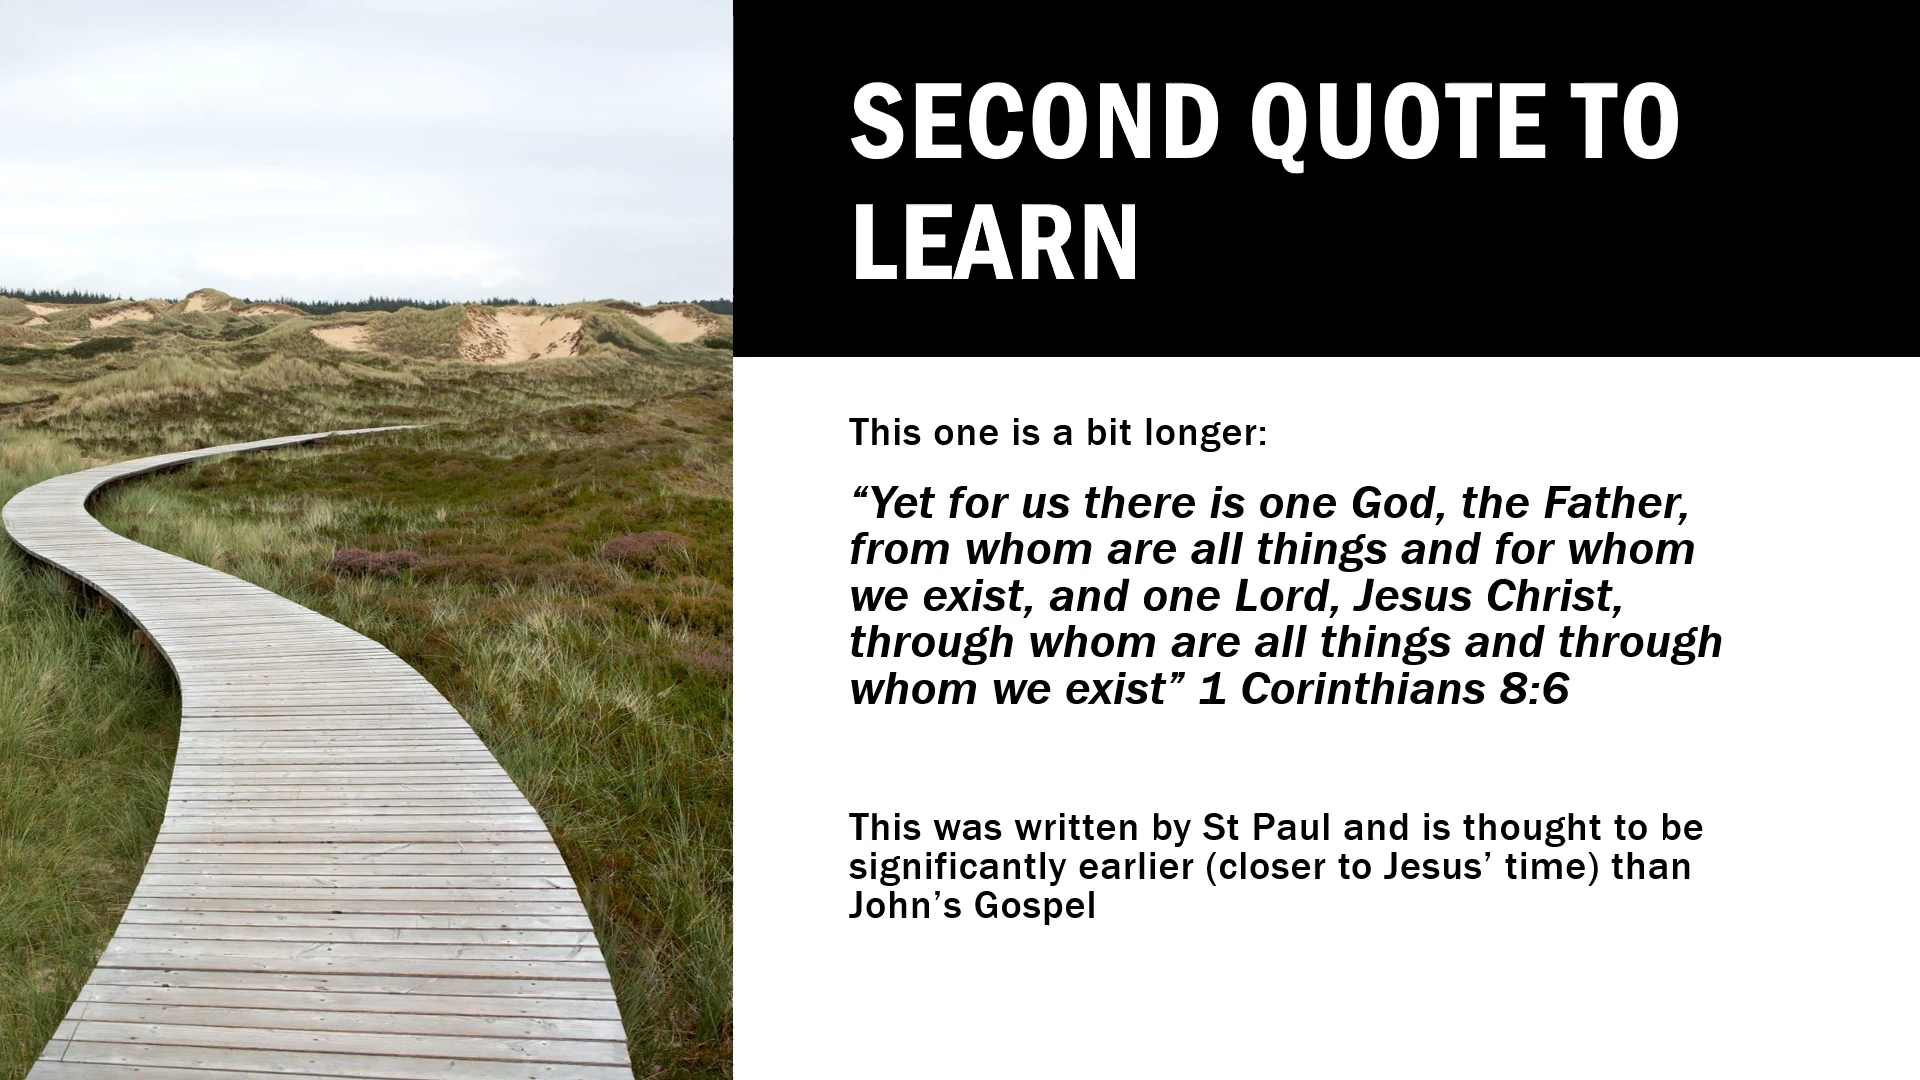 SECOND QUOTE TO
LEARN
This one is a bit longer:
“Yet for us there is one God, the Father,
from whom are all things and for whom
we exist, and one Lord, Jesus Christ,
through whom are all things and through
whom we exist” 1 Corinthians 8:6
This was written by St Paul and is thought to be
significantly earlier (closer to Jesus’ time) than
John’s Gospel